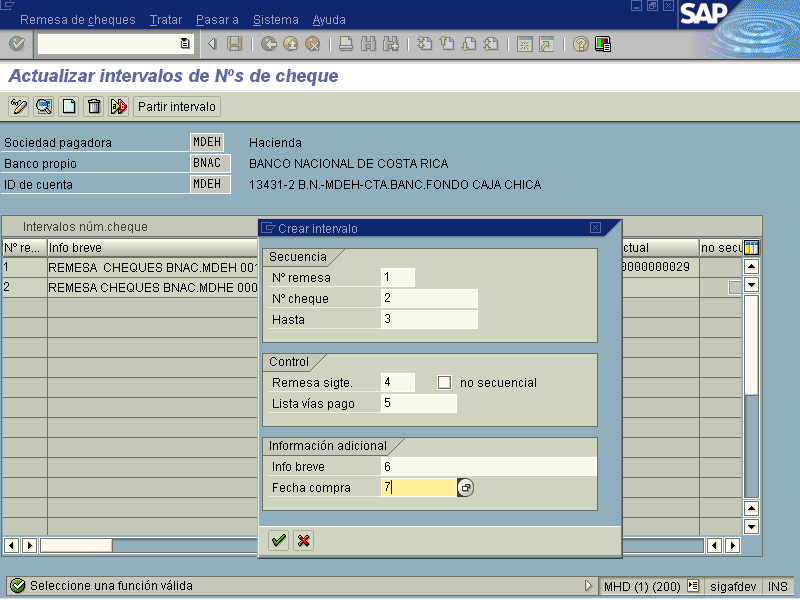 Remesa de cheques Tratar Pasar a Sistema Ayuda
SAP
Actualizar intervalos de Nºs de cheque
Partir intervalo
Sociedad pagadora MDEH Hacienda
Banco propio BNAC BANCO NACIONAL DE COSTA RICA
ID de cuenta MDEH 13431-2 B.N.-MDEH-CTA.BANC.FONDO CAJA CHICA
Intervalos núm.cheque
Nº re... Info breve ctual no secu
1 REMESA CHEQUES BNAC.MDEH 001 0000000029
2 REMESA CHEQUES BNAC.MDHE 000
Crear intervalo
Secuencia
Nº remesa 1
Nº cheque 2
Hasta 3
Control
Remesa sigte. 4 no secuencial
Lista vías pago 5
Información adicional
Info breve 6
Fecha compra 7
Seleccione una función válida MHD (1) (200) sigafdev INS